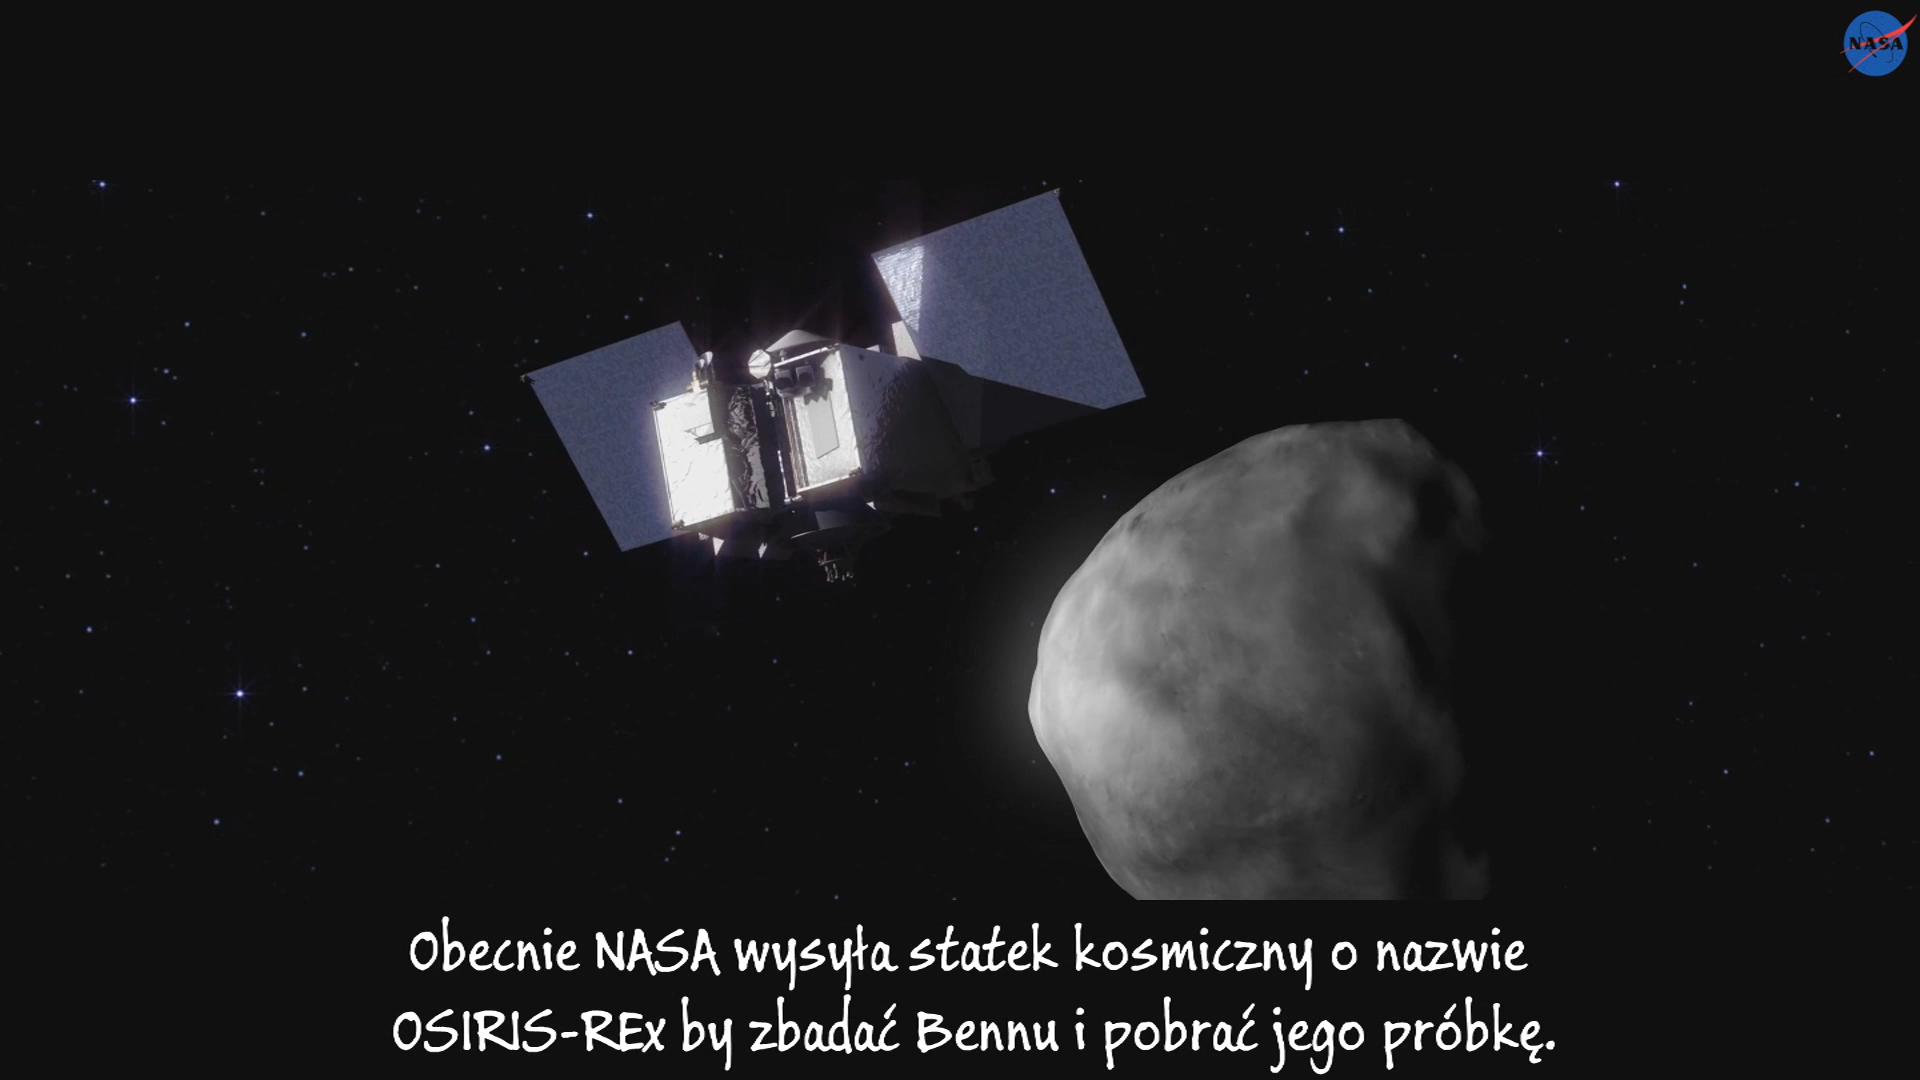 NASA
Obecnie NASA wysyła statek kosmiczny o nazwie
OSIRIS-REx by zbadać Bennu i pobrać jego próbkę.